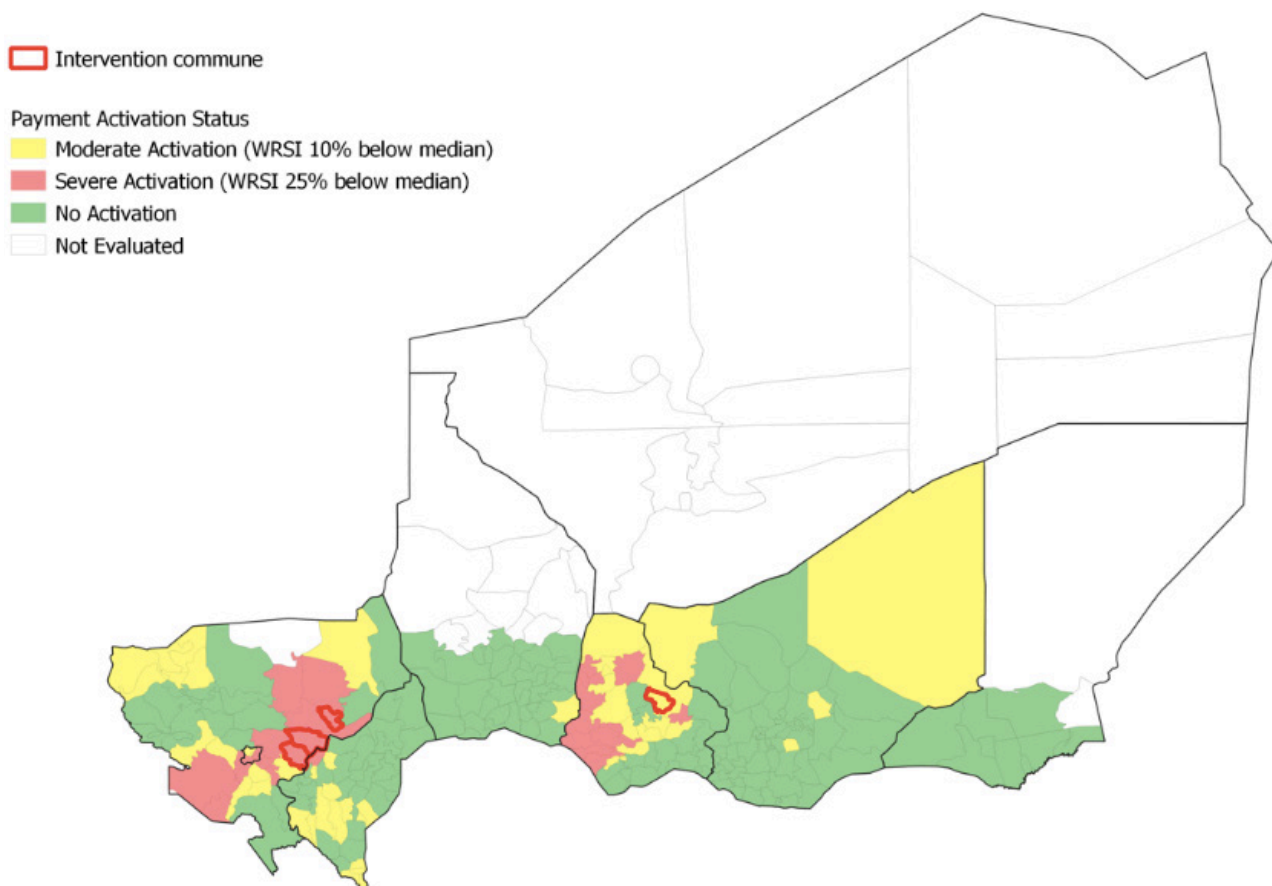 Intervention commune
Payment Activation Status
Moderate Activation (WRSI 10% below median)
Severe Activation (WRSI 25% below median)
No Activation
Not Evaluated